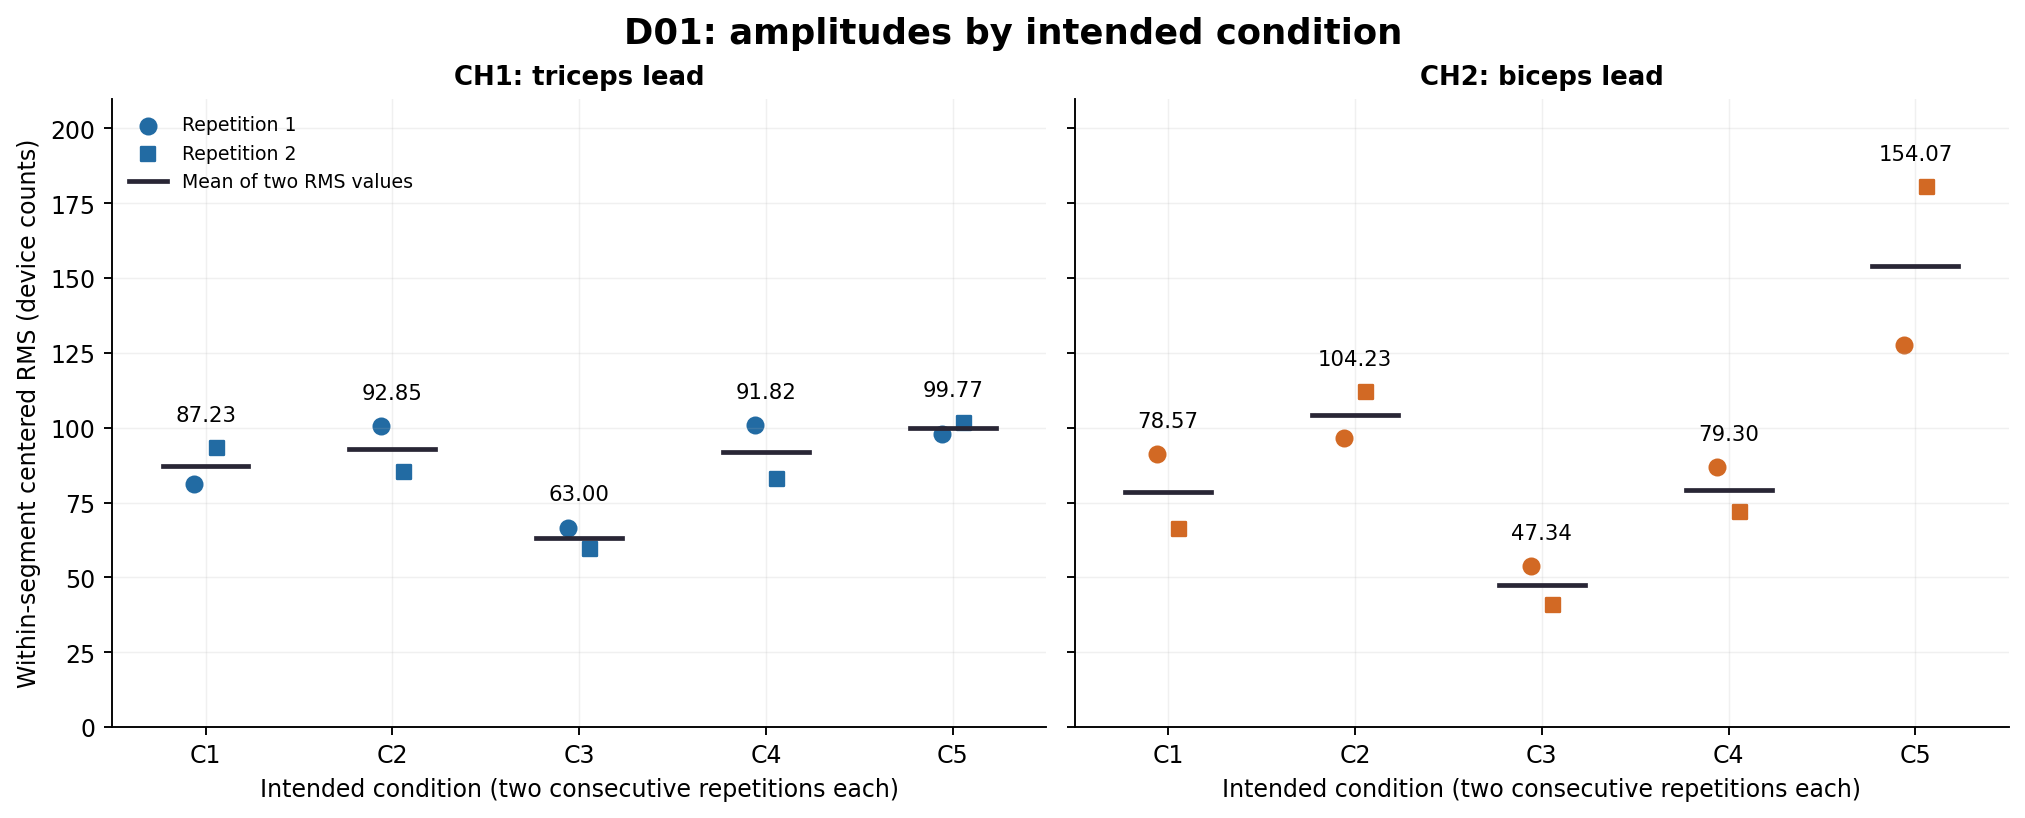 D01: amplitudes by intended condition
CH1: triceps lead
Within-segment centered RMS (device counts)
200
175
150
125
100
75
50
25
0
Repetition 1
Repetition 2
Mean of two RMS values
87.23
92.85
63.00
91.82
99.77
C1
C2
C3
C4
C5
Intended condition (two consecutive repetitions each)
CH2: biceps lead
78.57
104.23
47.34
79.30
154.07
C1
C2
C3
C4
C5
Intended condition (two consecutive repetitions each)